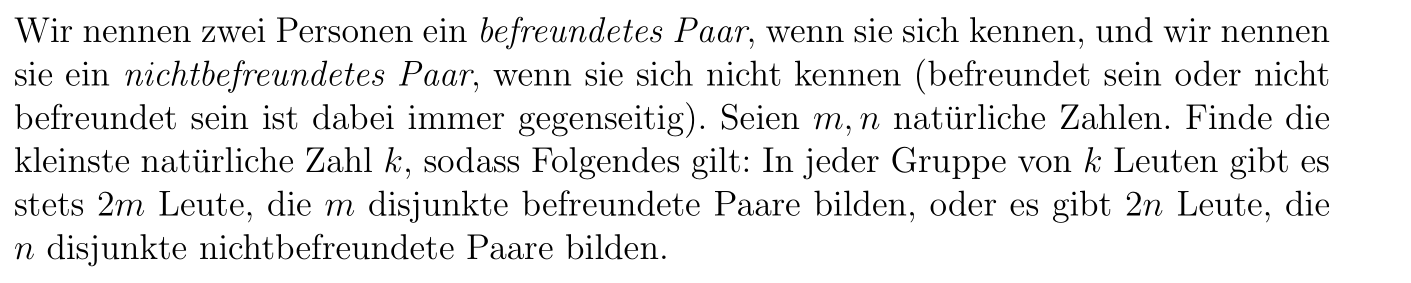 Wir nennen zwei Personen ein befreundetes Paar, wenn sie sich kennen, und wir nennen
sie ein nichtbefreundetes Paar, wenn sie sich nicht kennen (befreundet sein oder nicht
befreundet sein ist dabei immer gegenseitig). Seien m, n natürliche Zahlen. Finde die
kleinste natürliche Zahl k, sodass Folgendes gilt: In jeder Gruppe von k Leuten gibt es
stets 2m Leute, die m disjunkte befreundete Paare bilden, oder es gibt 2n Leute, die
n disjunkte nichtbefreundete Paare bilden.